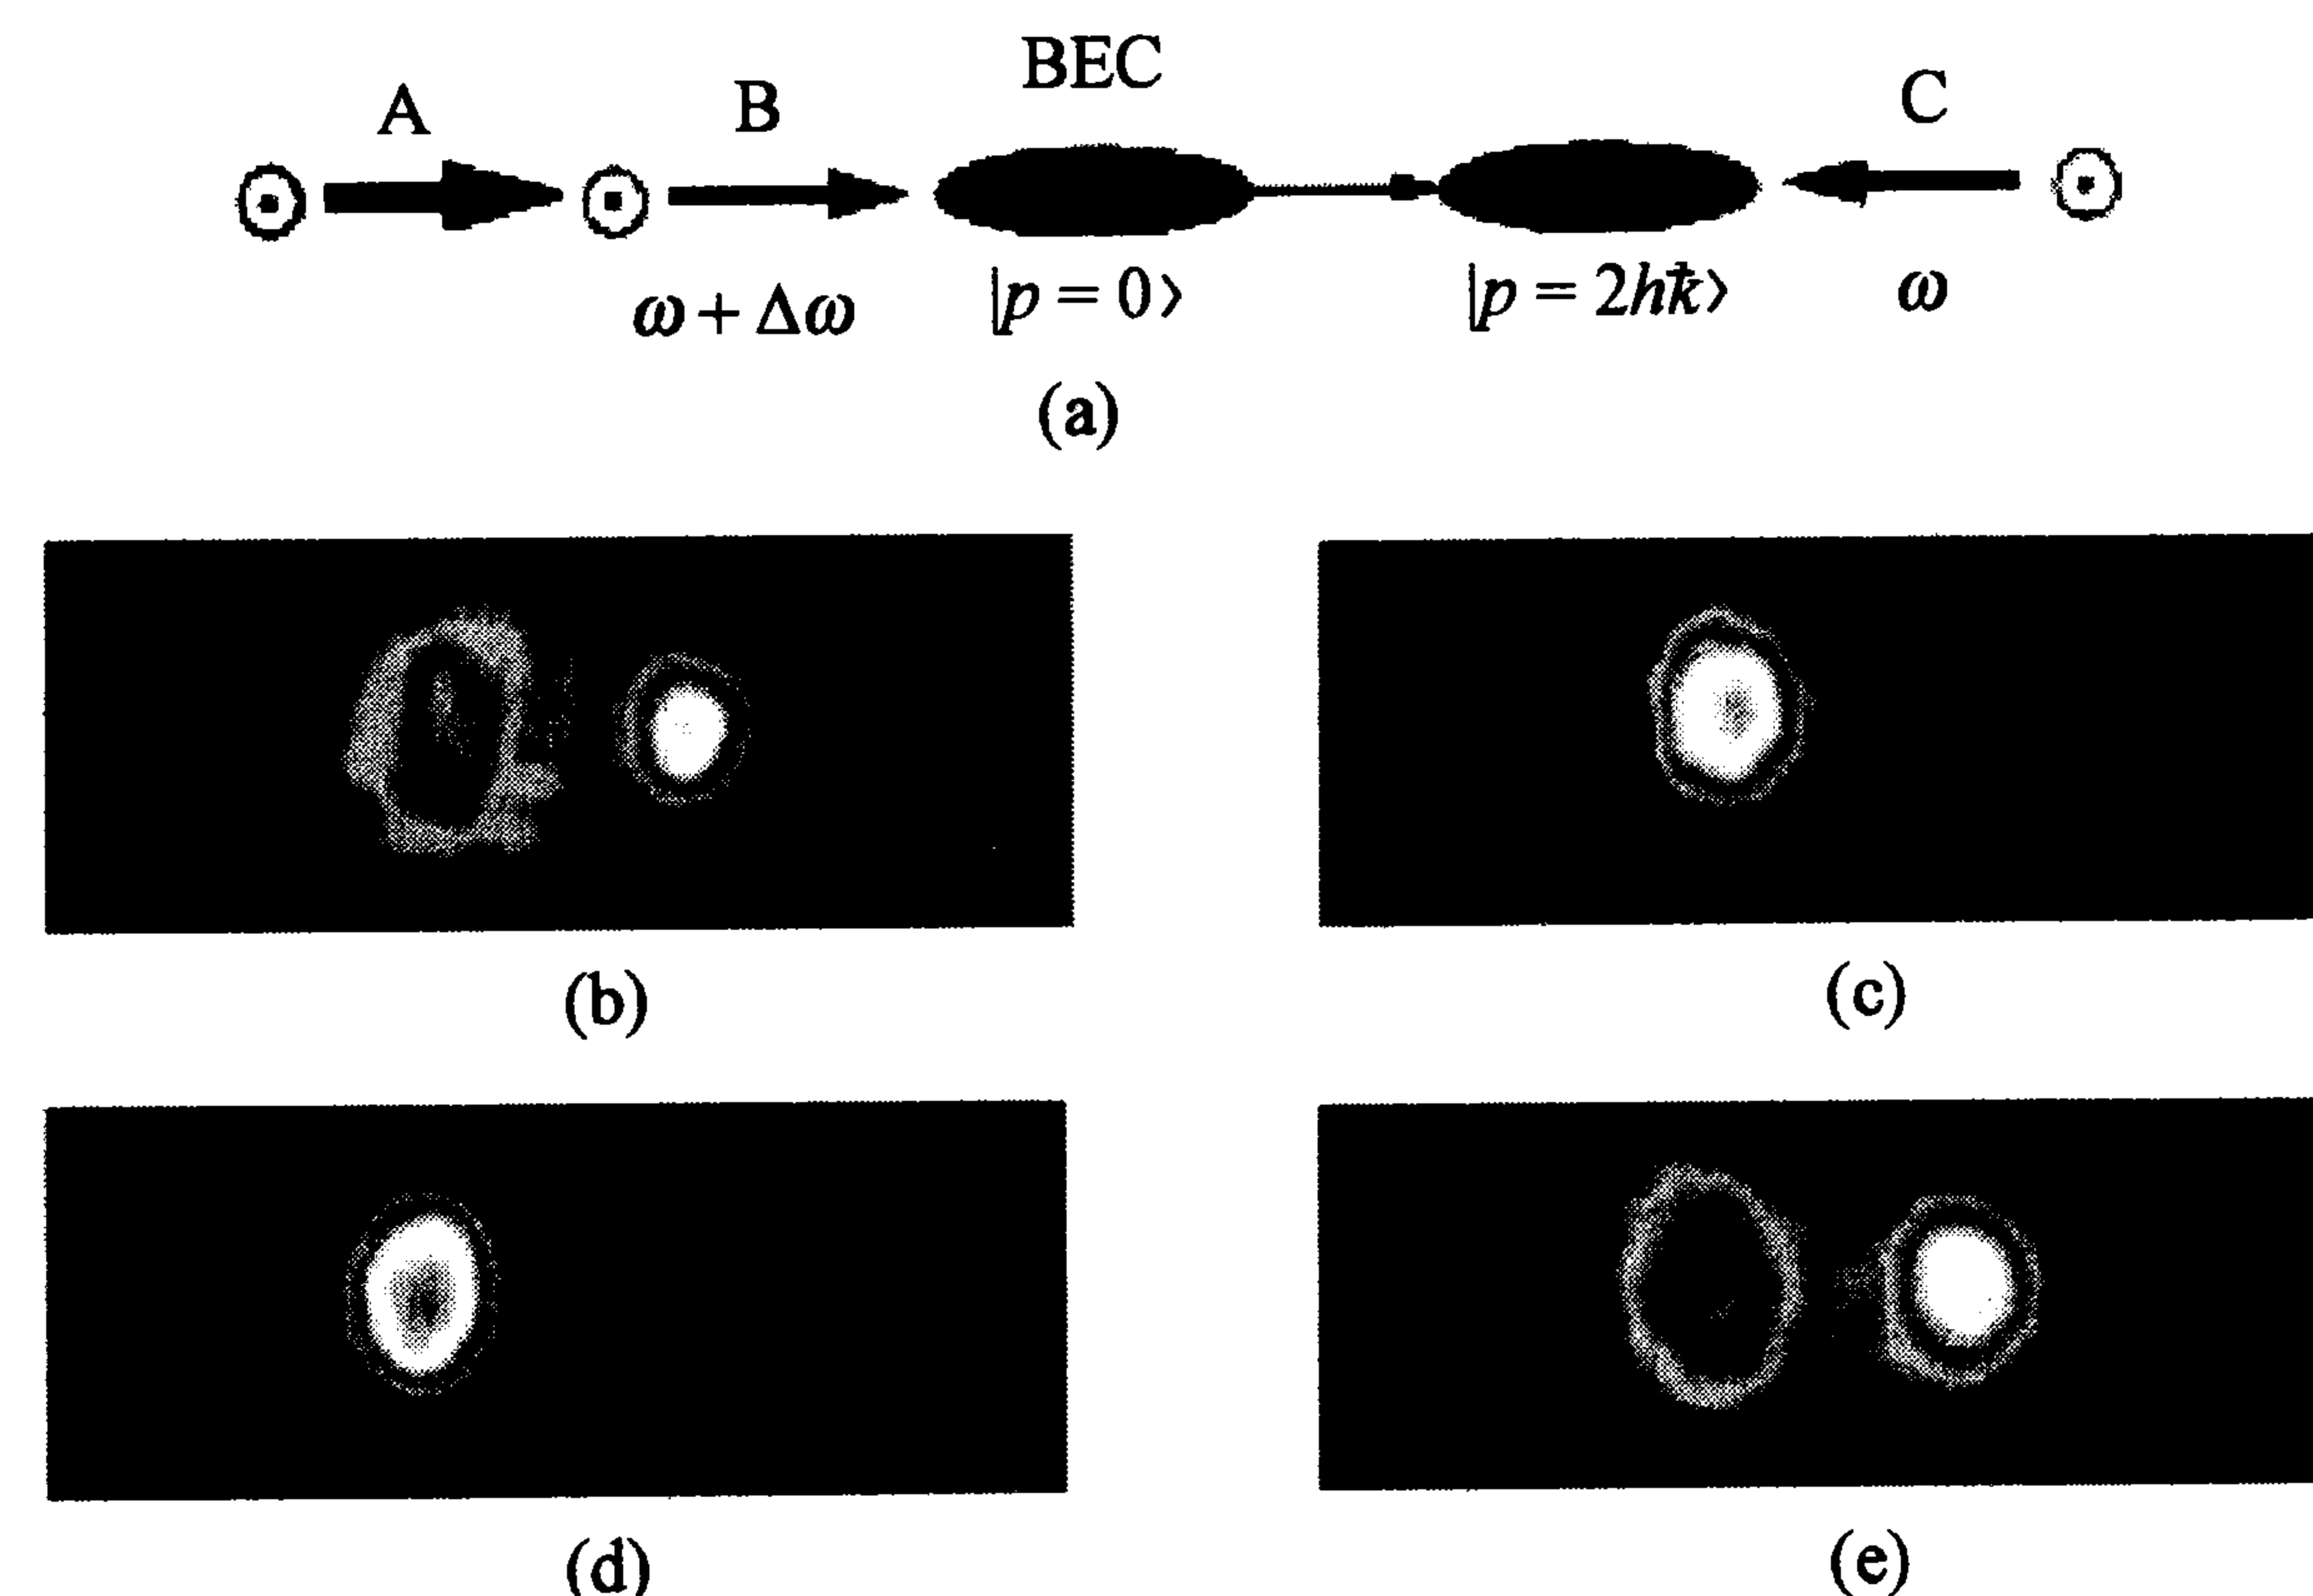 BEC
A B C
ω + Δω |p = 0⟩ |p = 2hk⟩ ω
(a)
(b) (c)
(d) (e)